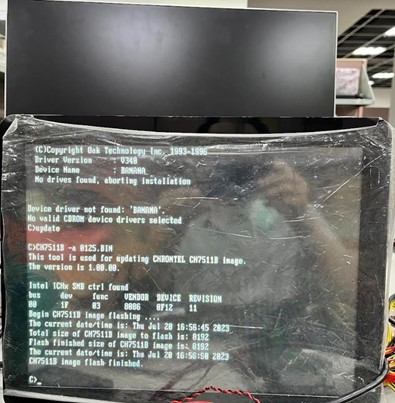 (C)Copyright Oak Technology Inc. 1993-1996
Driver Version : V340
Device Name : BANANA
No drives found, aborting installation
Device driver not found: 'BANANA'.
No valid CDROM device drivers selected
C>update
C>CH7511B -a 0125.BIN
This tool is used for updating CHRONTEL CH7511B image.
The version is 1.00.00.
Intel ICHx SMB ctrl found
bus dev func VENDOR DEVICE REVISION
00 1F 03 8086 0F12 11
Begin CH7511B image flashing ....
The current date/time is: Thu Jul 20 16:56:45 2023
Total size of CH7511B image to flash is: 8192
Flash finished size of CH7511B image is: 8192
The current date/time is: Thu Jul 20 16:56:50 2023
CH7511B image flash finished.
C>_